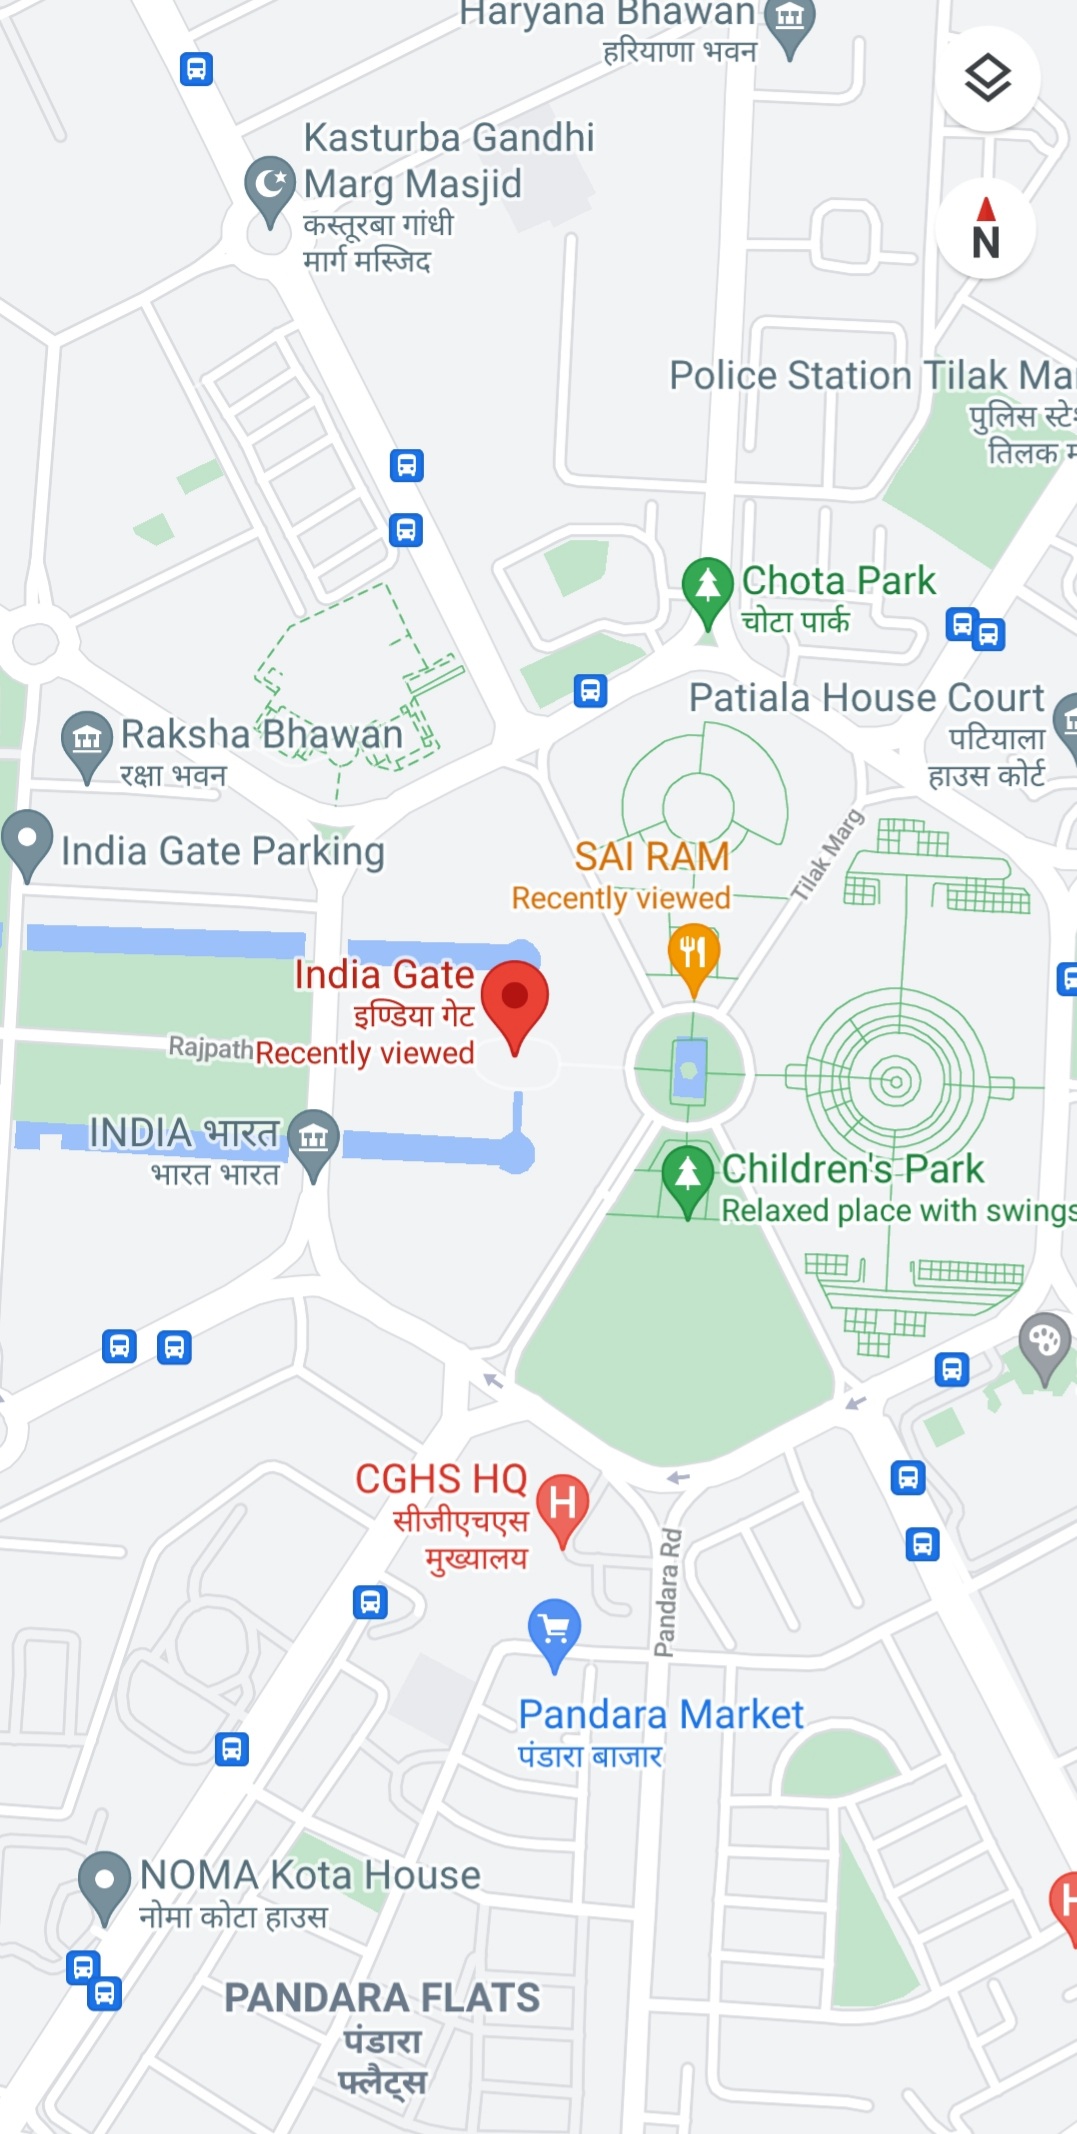 Haryana Bhawan
हरियाणा भवन
N
Kasturba Gandhi
Marg Masjid
कस्तूरबा गांधी
मार्ग मस्जिद
Police Station Tilak Mar
पुलिस स्टे
तिलक
Chota Park
चोटा पार्क
Patiala House Court
पटियाला
हाउस कोर्ट
Raksha Bhawan
रक्षा भवन
India Gate Parking
SAI RAM
Recently viewed
Tilak Marg
India Gate
इण्डिया गेट
Recently viewed
Rajpath
INDIA भारत
भारत भारत
Children's Park
Relaxed place with swings
CGHS HQ
सीजीएचएस
मुख्यालय
H
Pandara Rd
Pandara Market
पंडारा बाजार
NOMA Kota House
नोमा कोटा हाउस
H
PANDARA FLATS
पंडारा
फ्लैट्स